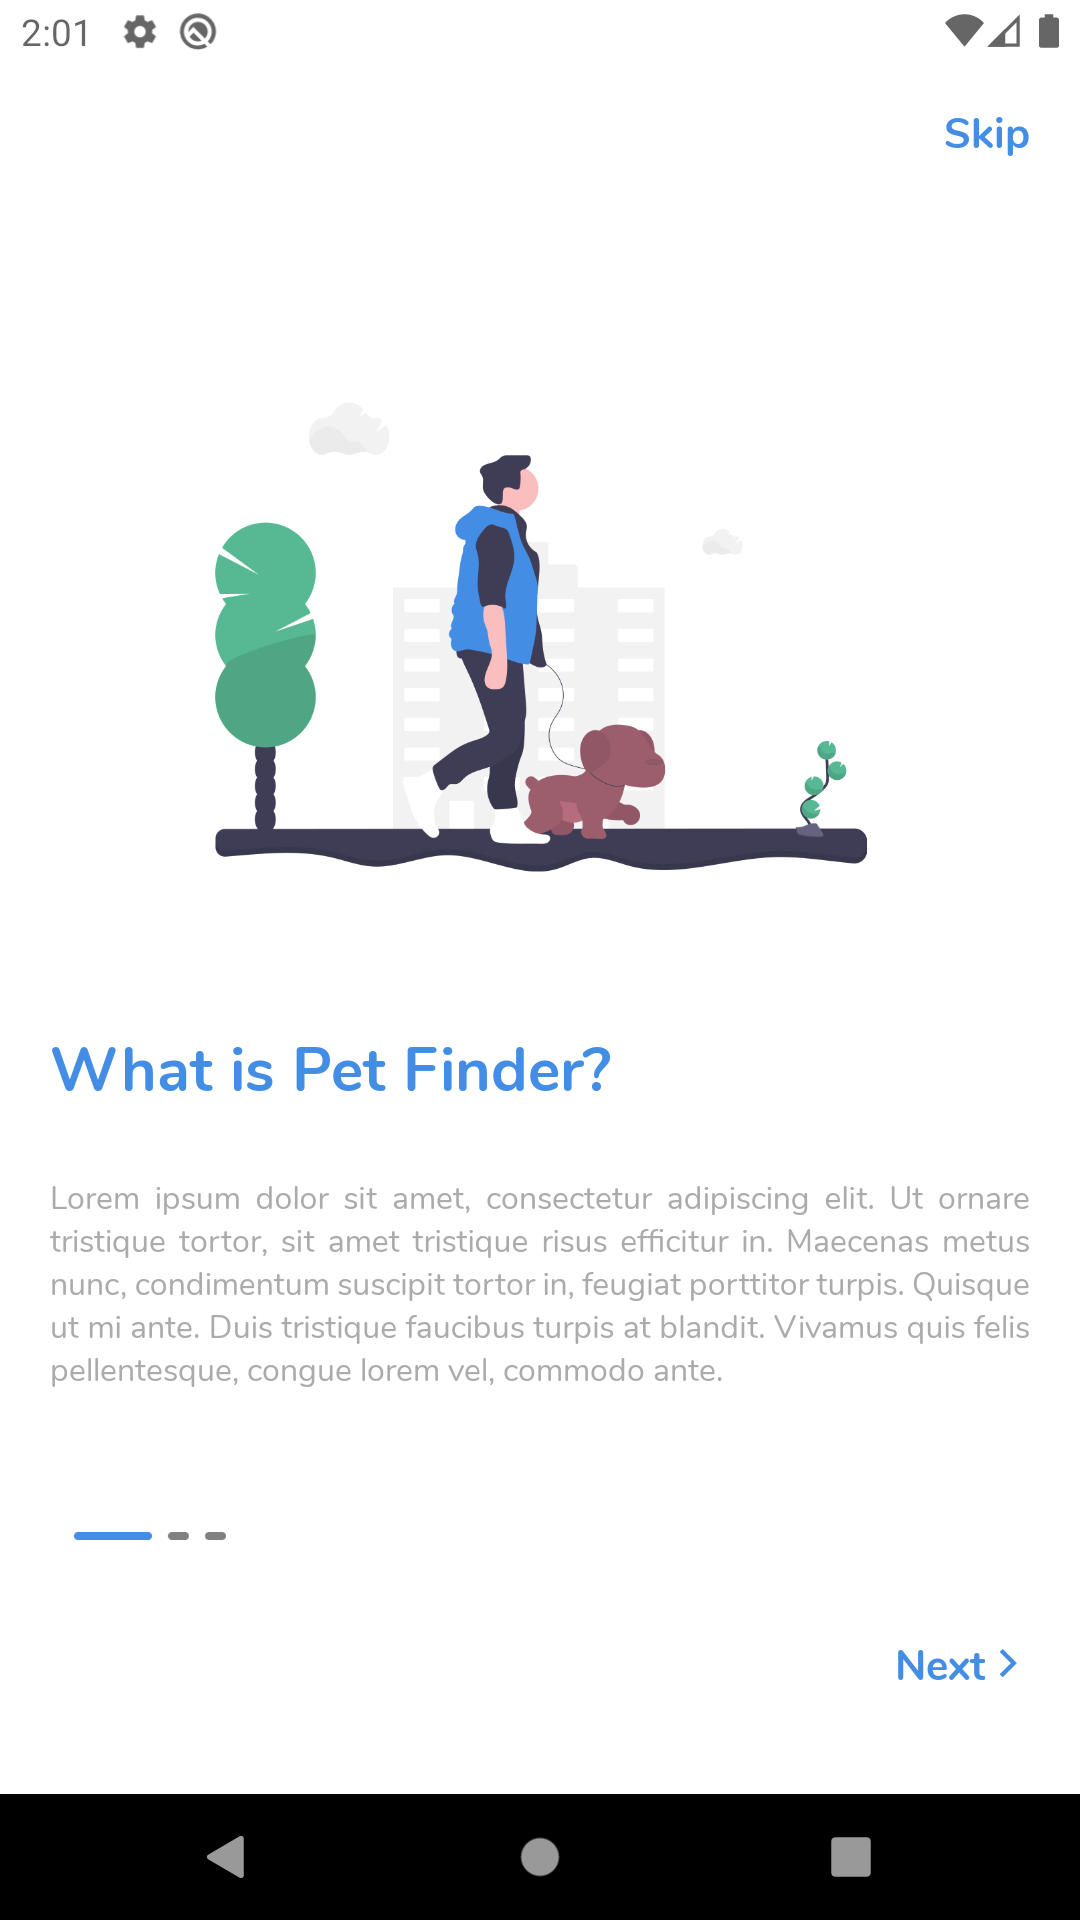 2:01
Skip
What is Pet Finder?
Lorem ipsum dolor sit amet, consectetur adipiscing elit. Ut ornare
tristique tortor, sit amet tristique risus efficitur in. Maecenas metus
nunc, condimentum suscipit tortor in, feugiat porttitor turpis. Quisque
ut mi ante. Duis tristique faucibus turpis at blandit. Vivamus quis felis
pellentesque, congue lorem vel, commodo ante.
Next